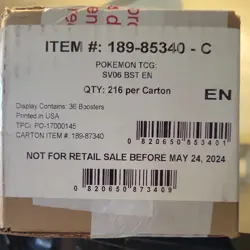 ITEM #: 189-85340 - C
POKEMON TCG:
SV06 BST EN
QTY: 216 per Carton
EN
Display Contains: 36 Boosters
Printed in USA
TPCi: PO-17000145
CARTON ITEM #: 189-87340
0 820650 853401
NOT FOR RETAIL SALE BEFORE MAY 24, 2024
0 820650 873409